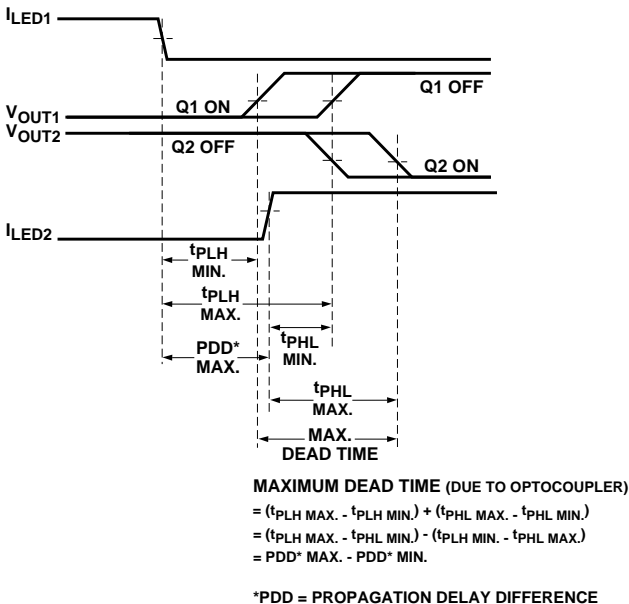 ILED1
VOUT1
Q1 ON
Q1 OFF
VOUT2
Q2 OFF
Q2 ON
ILED2
tPLH
MIN.
tPLH
MAX.
tPHL
MIN.
PDD*
MAX.
tPHL
MAX.
MAX.
DEAD TIME
MAXIMUM DEAD TIME (DUE TO OPTOCOUPLER)
= (tPLH MAX. - tPLH MIN.) + (tPHL MAX. - tPHL MIN.)
= (tPLH MAX. - tPHL MIN.) - (tPLH MIN. - tPHL MAX.)
= PDD* MAX. - PDD* MIN.
*PDD = PROPAGATION DELAY DIFFERENCE